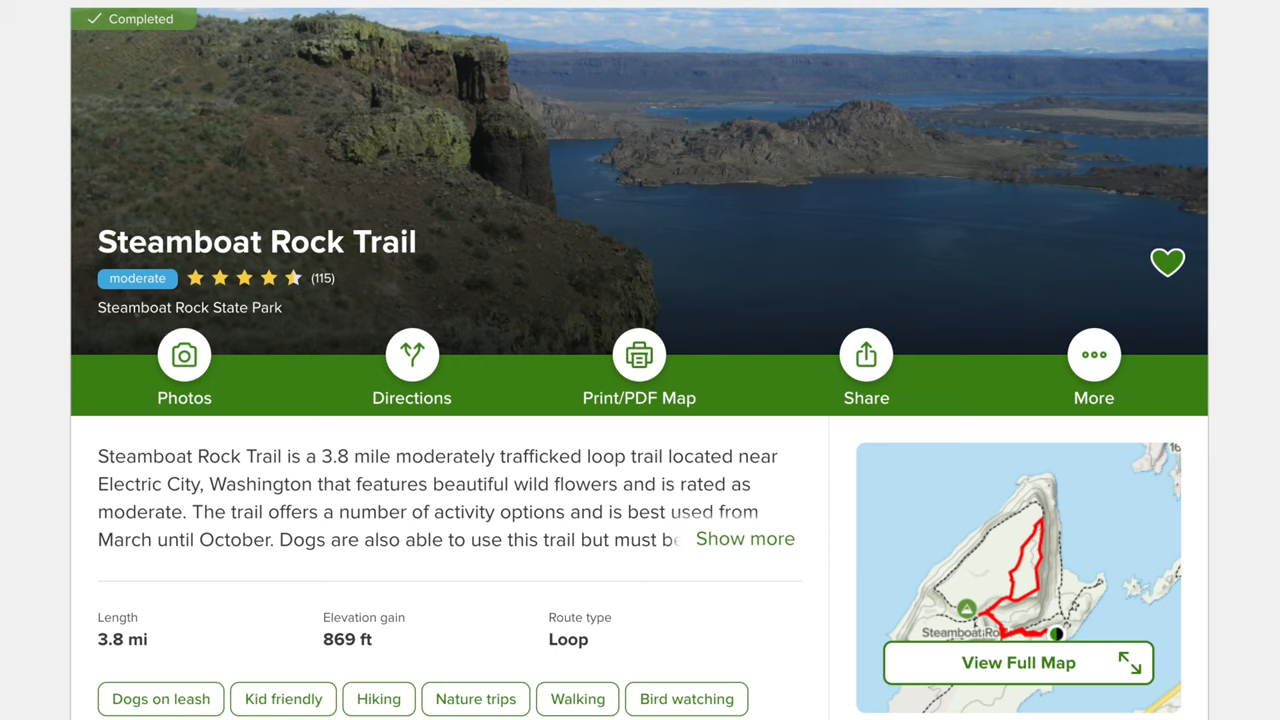 Completed
Steamboat Rock Trail
moderate (115)
Steamboat Rock State Park
Photos
Directions
Print/PDF Map
Share
More
Steamboat Rock Trail is a 3.8 mile moderately trafficked loop trail located near
Electric City, Washington that features beautiful wild flowers and is rated as
moderate. The trail offers a number of activity options and is best used from
March until October. Dogs are also able to use this trail but must be Show more
Length
3.8 mi
Elevation gain
869 ft
Route type
Loop
Dogs on leash
Kid friendly
Hiking
Nature trips
Walking
Bird watching
16
Steamboat Ro
View Full Map